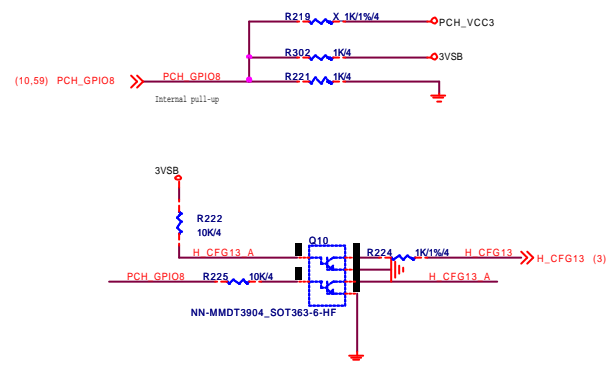 R219 X_1K/1%/4 PCH_VCC3
R302 1K/4 3VSB
(10,59) PCH_GPIO8 PCH_GPIO8 R221 1K/4
Internal pull-up
3VSB
R222
10K/4
Q10
H_CFG13_A R224 1K/1%/4 H_CFG13 H_CFG13 (3)
PCH_GPIO8 R225 10K/4 H_CFG13_A
NN-MMDT3904_SOT363-6-HF